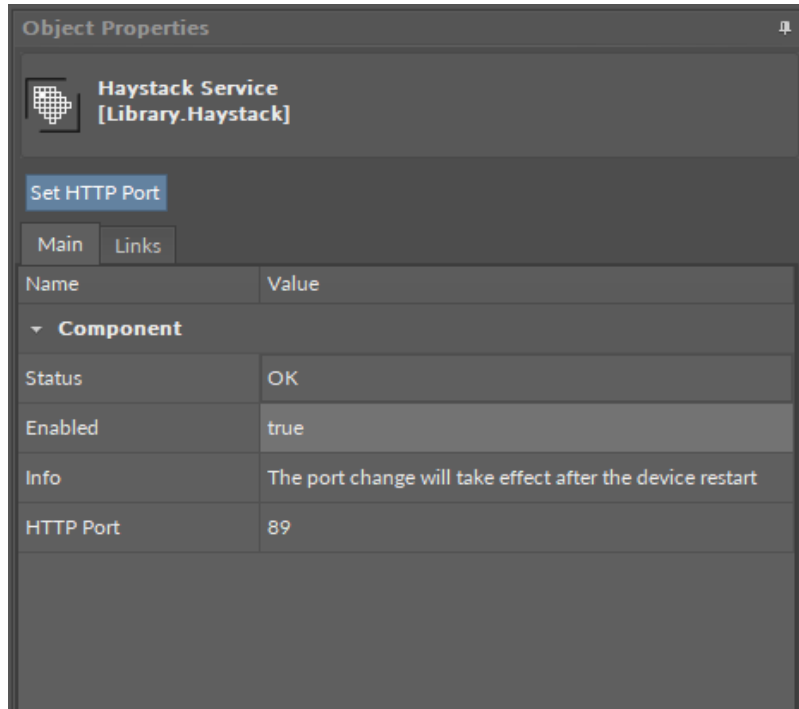 Object Properties
Haystack Service
[Library.Haystack]
Set HTTP Port
Main Links
Name Value
Component
Status OK
Enabled true
Info The port change will take effect after the device restart
HTTP Port 89